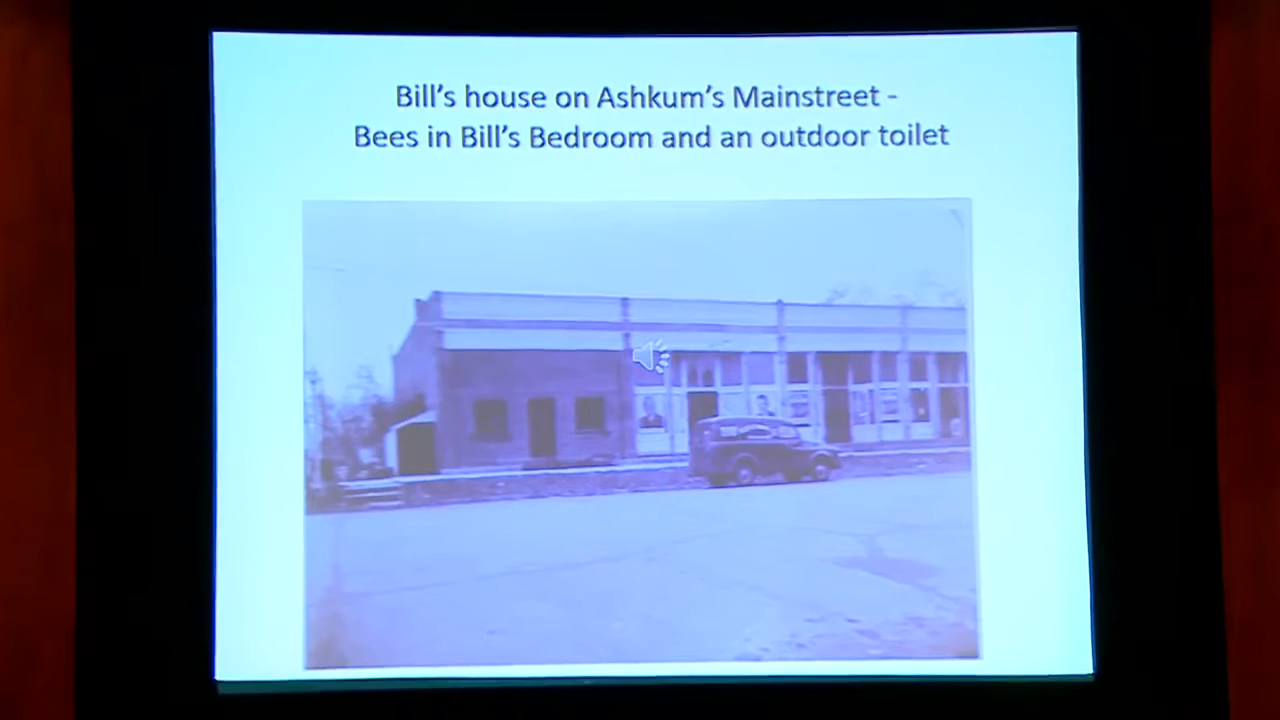 Bill's house on Ashkum's Mainstreet -
Bees in Bill's Bedroom and an outdoor toilet